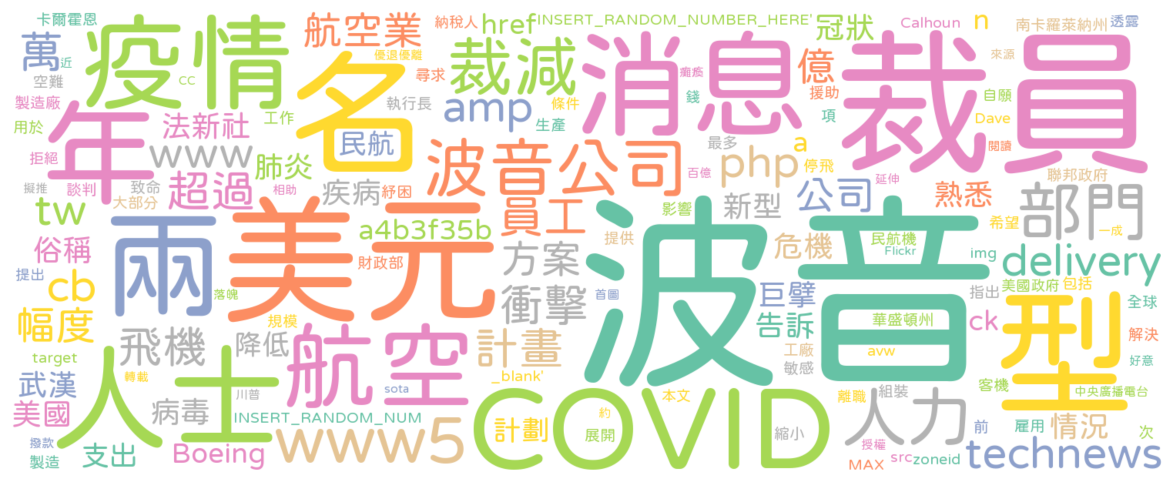 卡爾霍恩
疫情
航空業
納稅人
href
INSERT_RANDOM_NUMBER_HERE'
冠狀
Calhoun
n
南卡羅萊納州
透露
萬
近
空難
cc
優退優離
尋求
裁減
消息
癱瘓
億
援助
裁員
來源
自願
Dave
閱讀
製造廠
用於
年
法新社
工作
名
執行長
amp
條件
生產
錢
項
最多
a
停飛
聯邦政府
拒絕
擬推
談判
致命
大部分
www
超過
肺炎
相助
民航
疾病
紓困
波音公司
百億
php
延伸
公司
熟悉
部門
tw
俗稱
提出
兩
美元
員工
a4b3f35b
財政部
方案
影響
提供
新型
波音
危機
民航機
Flickr
希望
一成
img
delivery
cb
幅度
落魄
規模
衝擊
首圖
巨擘
告訴
華盛頓州
指出
美國政府
包括
全球
ck
型
解決
好意
target
飛機
轉載
降低
航空
計畫
工廠
敏感
avw
武漢
美國
人士
病毒
川普
sota
_blank'
本文
離職
組裝
客機
中央廣播電台
INSERT_RANDOM_NUM
www5
COVID
約
展開
縮小
人力
前
雇用
情況
次
撥款
製造
支出
Boeing
計劃
授權
MAX
src
zoneid
technews